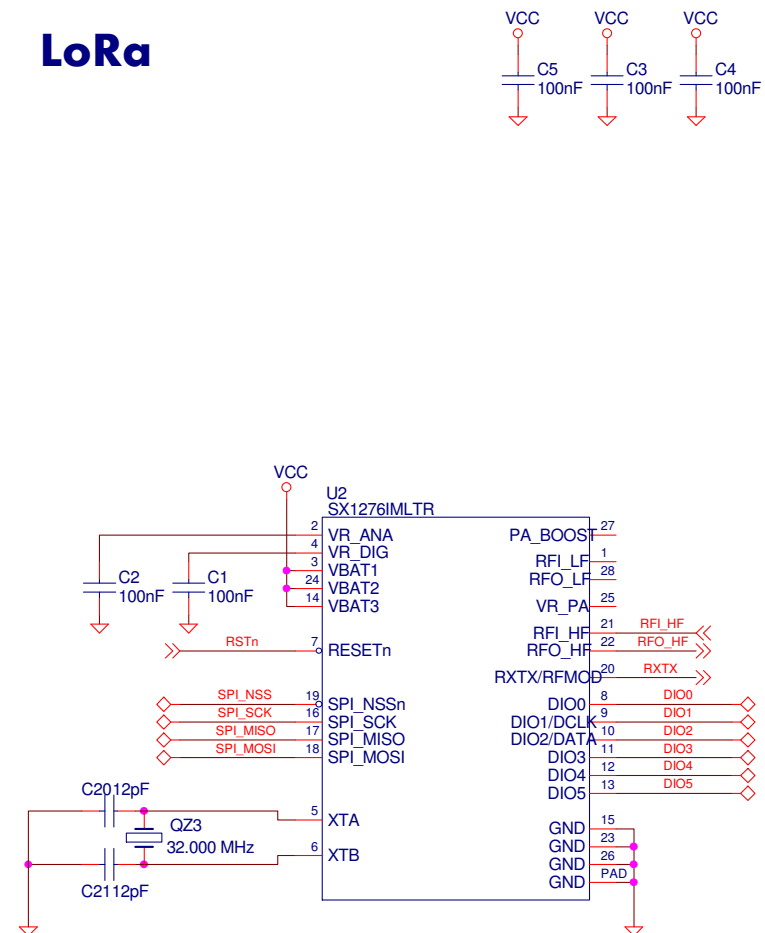 LoRa
VCC VCC VCC
C5 C3 C4
100nF 100nF 100nF
VCC
U2
SX1276IMLTR
2 VR_ANA PA_BOOST 27
4 VR_DIG RFI_LF 1
3 VBAT1 RFO_LF 28
24 VBAT2
14 VBAT3 VR_PA 25
C2 C1
100nF 100nF
RFI_HF 21 RFI_HF
RSTn 7 RESETn RFO_HF 22 RFO_HF
RXTX/RFMOD 20 RXTX
SPI_NSS 19 SPI_NSSn DIO0 8 DIO0
SPI_SCK 16 SPI_SCK DIO1/DCLK 9 DIO1
SPI_MISO 17 SPI_MISO DIO2/DATA 10 DIO2
SPI_MOSI 18 SPI_MOSI DIO3 11 DIO3
DIO4 12 DIO4
DIO5 13 DIO5
C2012pF
5 XTA GND 15
QZ3 GND 23
32.000 MHz
6 XTB GND 26
GND PAD
C2112pF